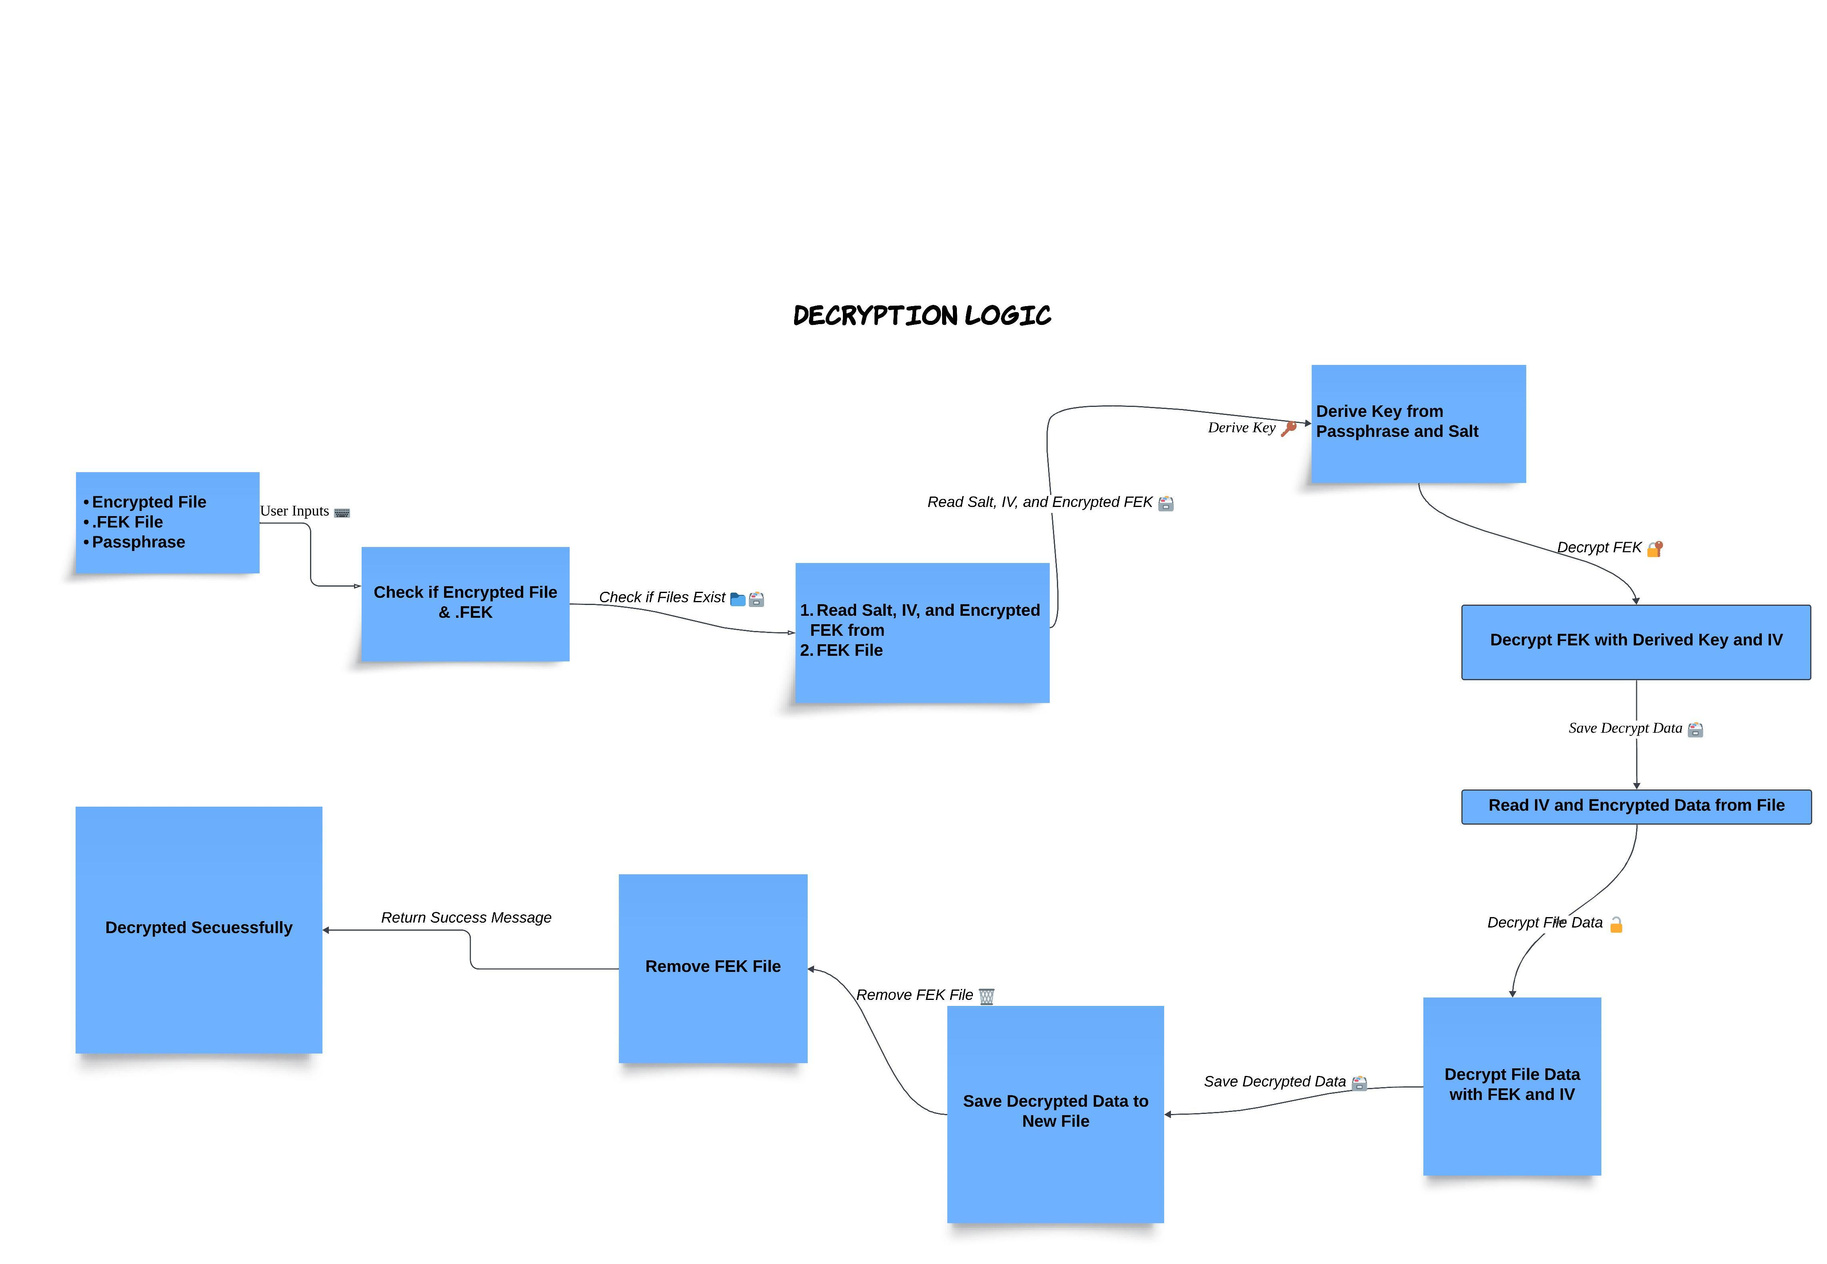 DECRYPTION LOGIC
• Encrypted File
• .FEK File
• Passphrase
User Inputs
Check if Encrypted File
& .FEK
Check if Files Exist
1. Read Salt, IV, and Encrypted
FEK from
2. FEK File
Read Salt, IV, and Encrypted FEK
Derive Key
Derive Key from
Passphrase and Salt
Decrypt FEK
Decrypt FEK with Derived Key and IV
Save Decrypt Data
Read IV and Encrypted Data from File
Decrypt File Data
Decrypt File Data
with FEK and IV
Save Decrypted Data
Save Decrypted Data to
New File
Remove FEK File
Remove FEK File
Return Success Message
Decrypted Secuessfully